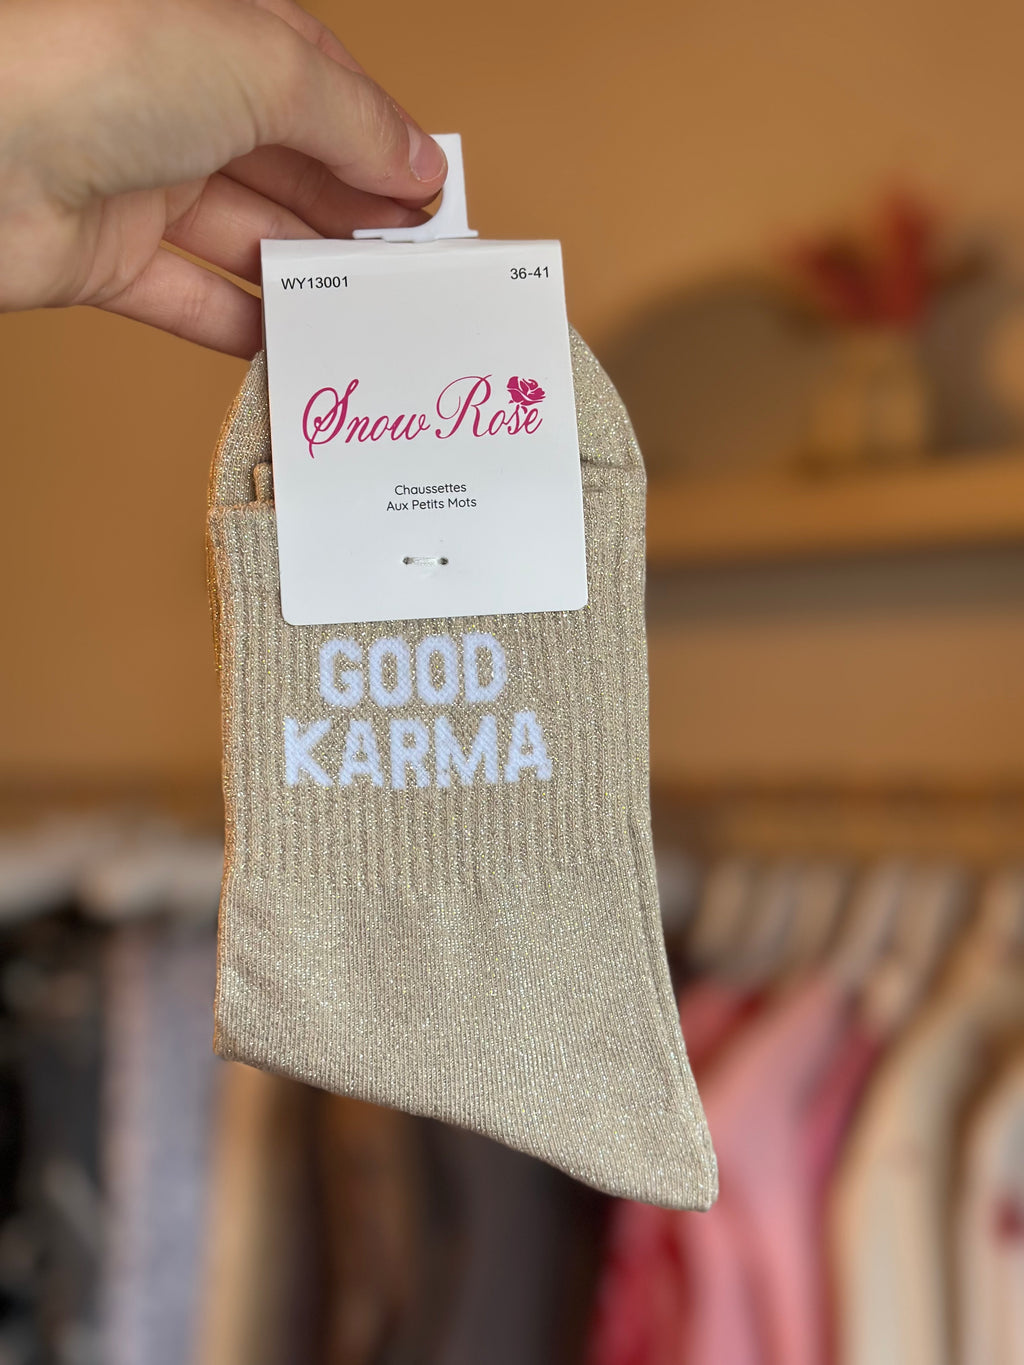 WY13001
36-41
Snow Rose
Chaussettes
Aux Petits Mots
GOOD
KARMA